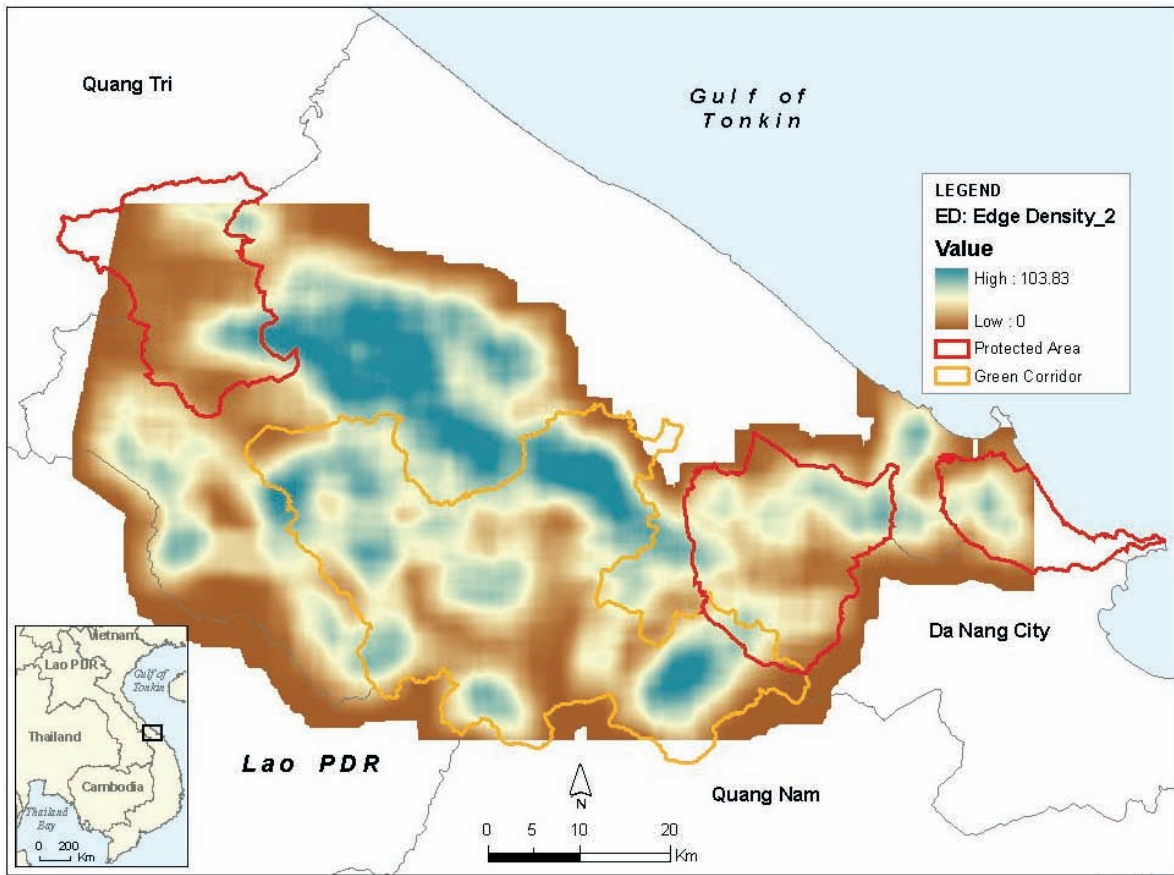 Quang Tri
Gulf of
Tonkin
LEGEND
ED: Edge Density_2
Value
High : 103.83
Low : 0
Protected Area
Green Corridor
Da Nang City
Lao PDR
Quang Nam
N
0 5 10 20
Km
Vietnam
Lao PDR
Gulf of
Tonkin
Thailand
Cambodia
Thailand
Bay
0 200
Km